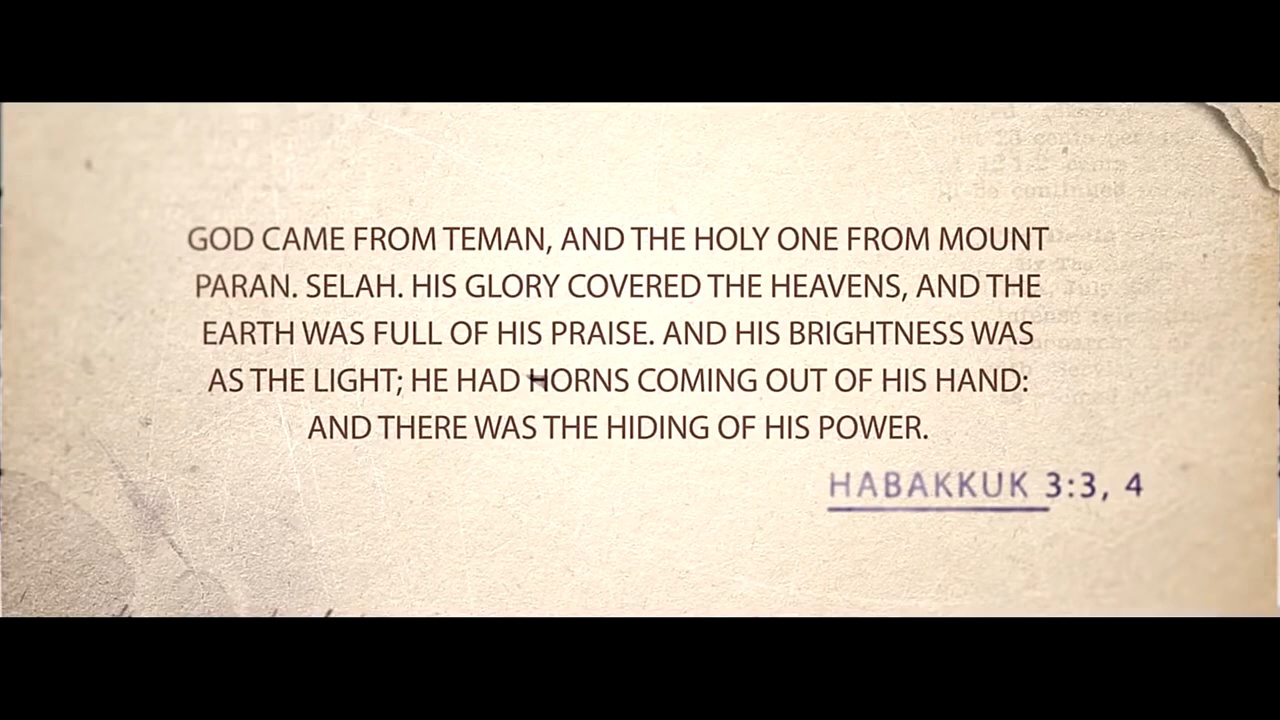 GOD CAME FROM TEMAN, AND THE HOLY ONE FROM MOUNT
PARAN. SELAH. HIS GLORY COVERED THE HEAVENS, AND THE
EARTH WAS FULL OF HIS PRAISE. AND HIS BRIGHTNESS WAS
AS THE LIGHT; HE HAD HORNS COMING OUT OF HIS HAND:
AND THERE WAS THE HIDING OF HIS POWER.
HABAKKUK 3:3, 4